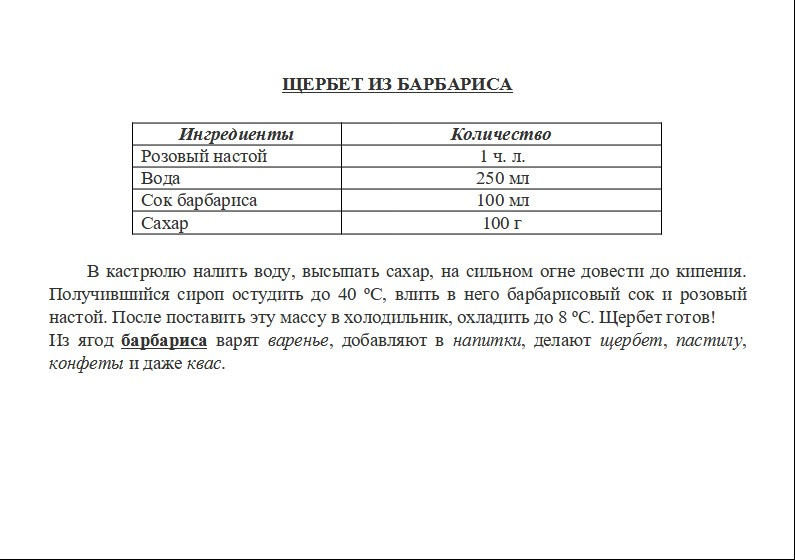 ЩЕРБЕТ ИЗ БАРБАРИСА
Ингредиенты Количество
Розовый настой 1 ч. л.
Вода 250 мл
Сок барбариса 100 мл
Сахар 100 г
В кастрюлю налить воду, высыпать сахар, на сильном огне довести до кипения.
Получившийся сироп остудить до 40 ºС, влить в него барбарисовый сок и розовый
настой. После поставить эту массу в холодильник, охладить до 8 ºС. Щербет готов!
Из ягод барбариса варят варенье, добавляют в напитки, делают щербет, пастилу,
конфеты и даже квас.